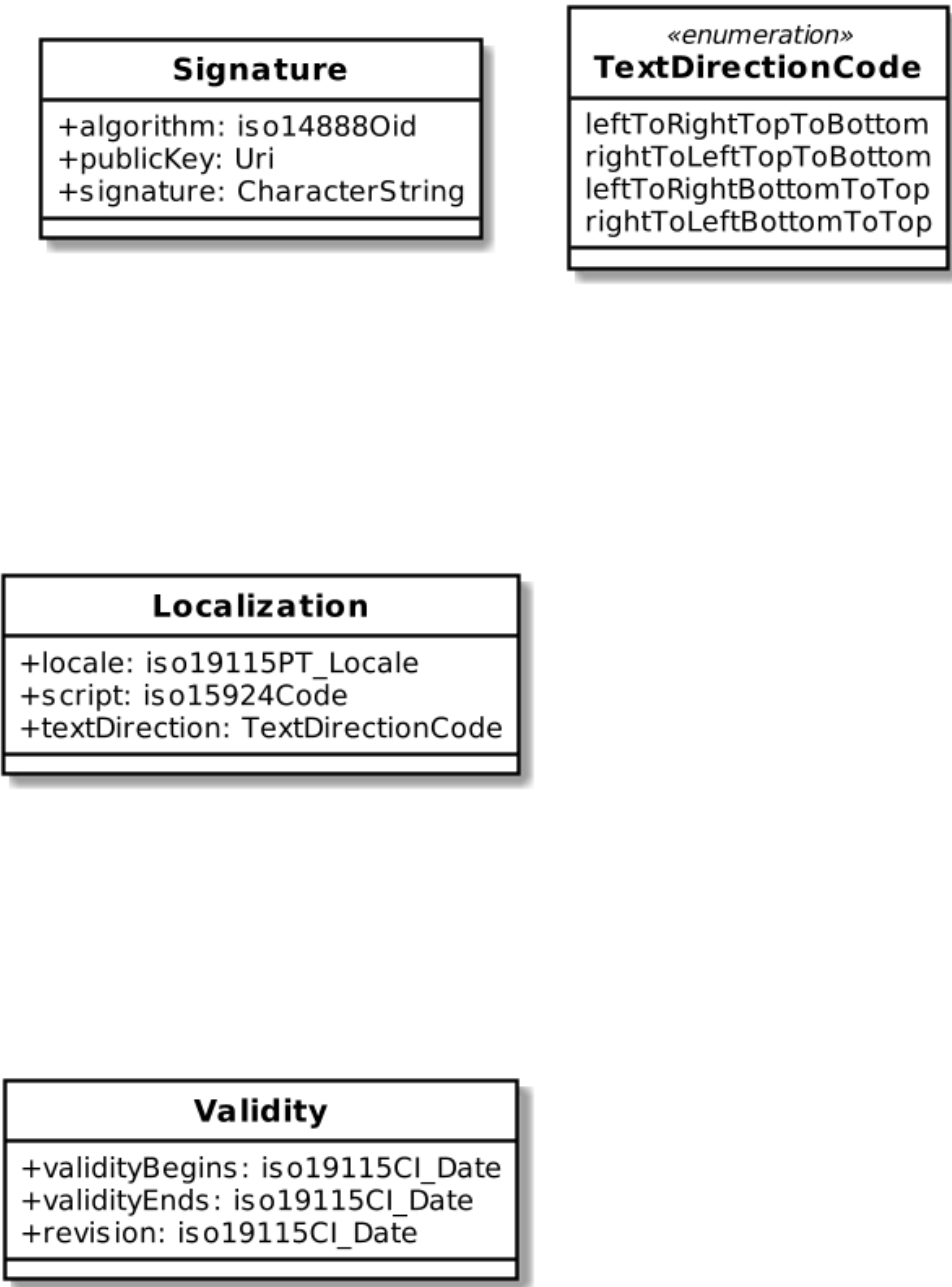 Signature
+algorithm: iso14888Oid
+publicKey: Uri
+signature: CharacterString
«enumeration»
TextDirectionCode
leftToRightTopToBottom
rightToLeftTopToBottom
leftToRightBottomToTop
rightToLeftBottomToTop
Localization
+locale: iso19115PT_Locale
+script: iso15924Code
+textDirection: TextDirectionCode
Validity
+validityBegins: iso19115CI_Date
+validityEnds: iso19115CI_Date
+revision: iso19115CI_Date